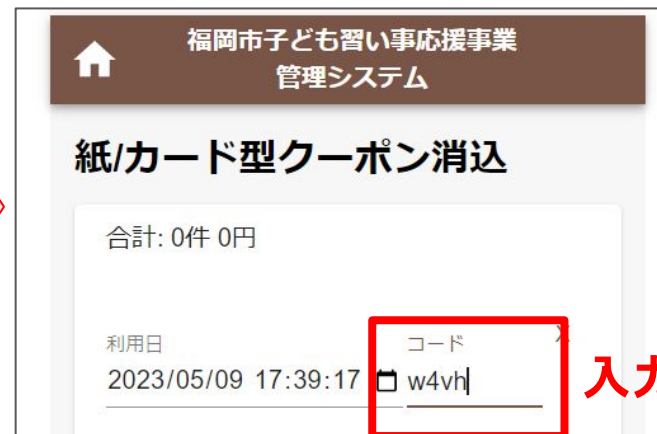 福岡市子ども習い事応援事業
管理システム
紙/カード型クーポン消込
合計: 0件 0円
利用日
コード
X
2023/05/09 17:39:17
w4vh
入力